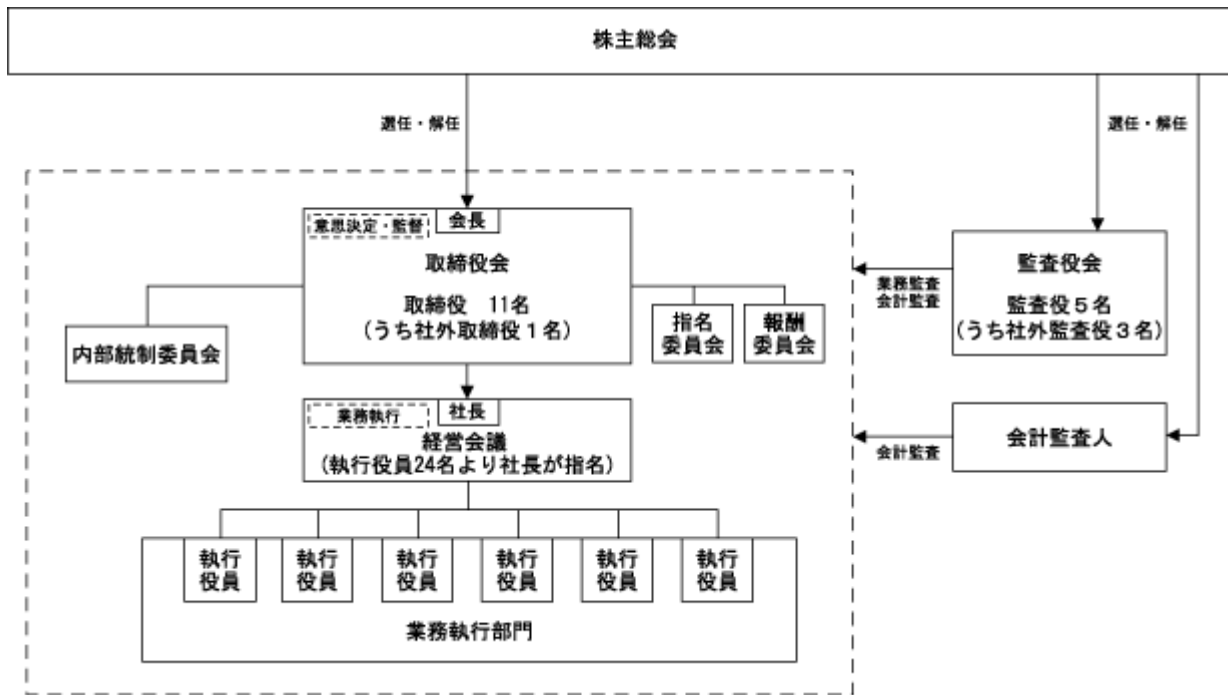 株主総会
選任・解任
選任・解任
意思決定・監督
会長
取締役会
取締役　11名
(うち社外取締役１名)
内部統制委員会
指名
委員会
報酬
委員会
業務監査
会計監査
監査役会
監査役５名
(うち社外監査役３名)
業務執行
社長
経営会議
(執行役員24名より社長が指名)
会計監査
会計監査人
執行
役員
執行
役員
執行
役員
執行
役員
執行
役員
執行
役員
業務執行部門